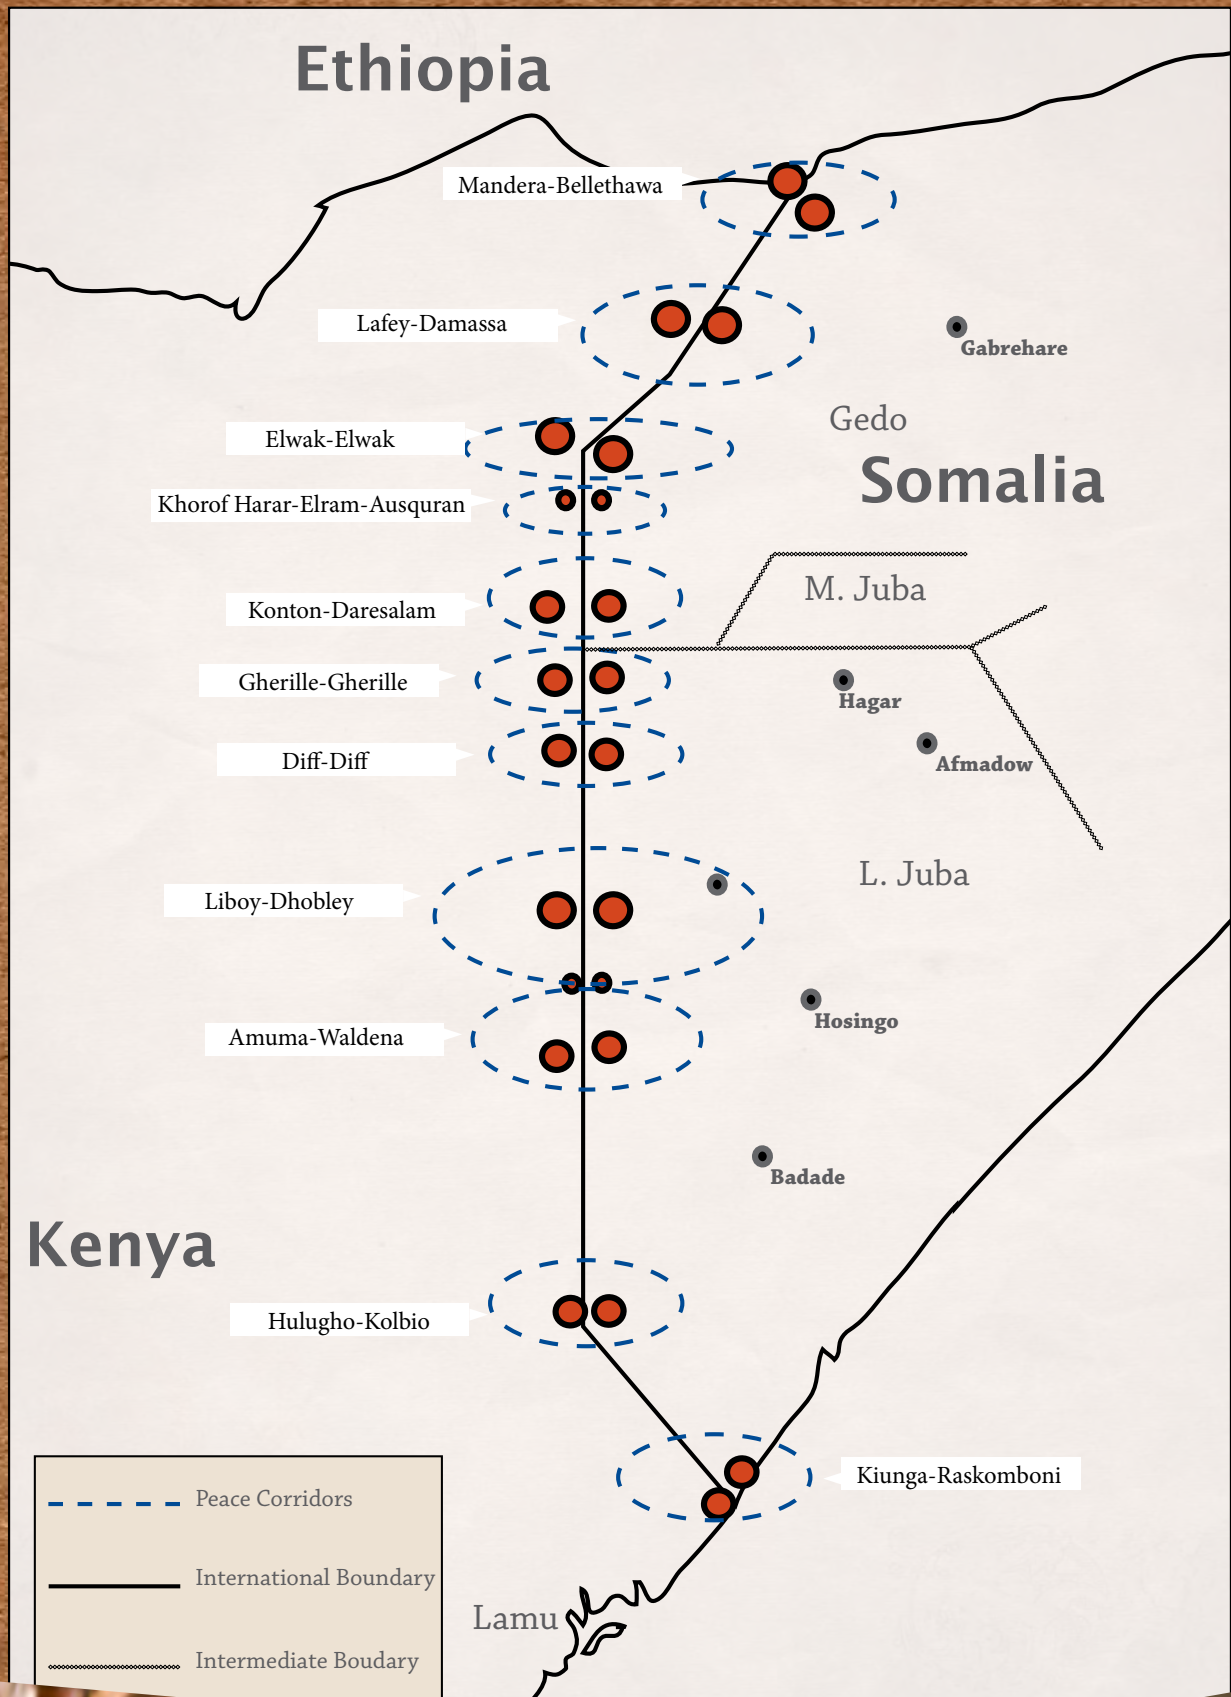 Ethiopia
Mandera-Bellethawa
Lafey-Damassa
Gabrehare
Gedo
Elwak-Elwak
Somalia
Khorof Harar-Elram-Ausquran
M. Juba
Konton-Daresalam
Gherille-Gherille
Hagar
Diff-Diff
Afmadow
L. Juba
Liboy-Dhobley
Hosingo
Amuma-Waldena
Badade
Kenya
Hulugho-Kolbio
Kiunga-Raskomboni
Peace Corridors
International Boundary
Lamu
Intermediate Boudary